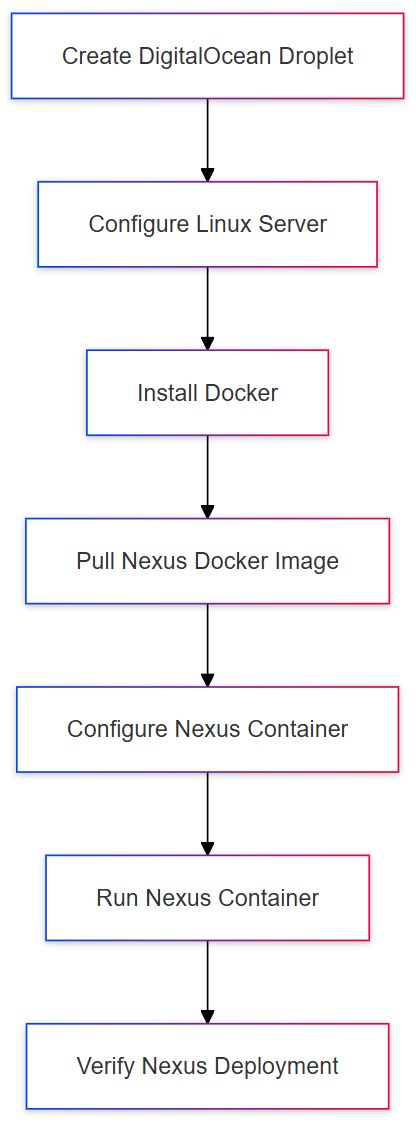 Create DigitalOcean Droplet
Configure Linux Server
Install Docker
Pull Nexus Docker Image
Configure Nexus Container
Run Nexus Container
Verify Nexus Deployment